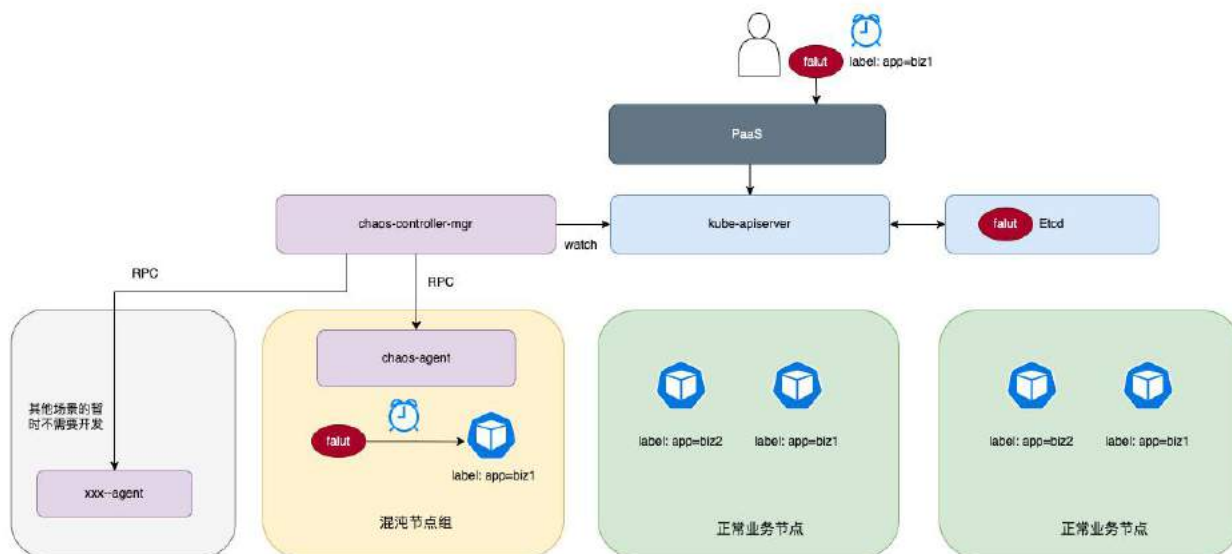 falut
label: app=biz1
PaaS
chaos-controller-mgr
watch
kube-apiserver
falut
Etcd
RPC
RPC
其他场景的暂
时不需要开发
xxx--agent
chaos-agent
falut
label: app=biz1
混沌节点组
label: app=biz2
label: app=biz1
正常业务节点
label: app=biz2
label: app=biz1
正常业务节点